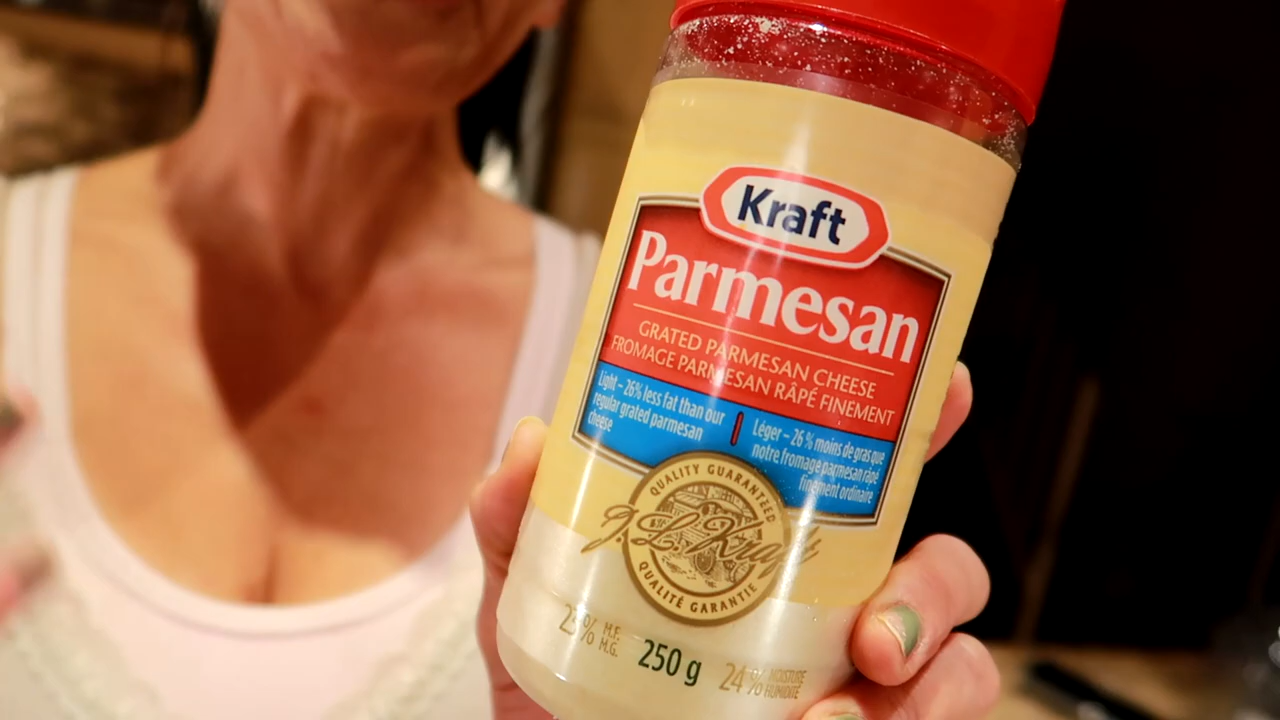 Kraft
Parmesan
GRATED PARMESAN CHEESE
FROMAGE PARMESAN RÂPÉ FINEMENT
Light – 26% less fat than our
regular grated parmesan
cheese
Léger – 26 % moins de gras que
notre fromage parmesan râpé
finement ordinaire
QUALITY GUARANTEED
J.L. Kraft
QUALITÉ GARANTIE
23% M.F.
M.G.
250 g
24% MOISTURE
HUMIDITÉ